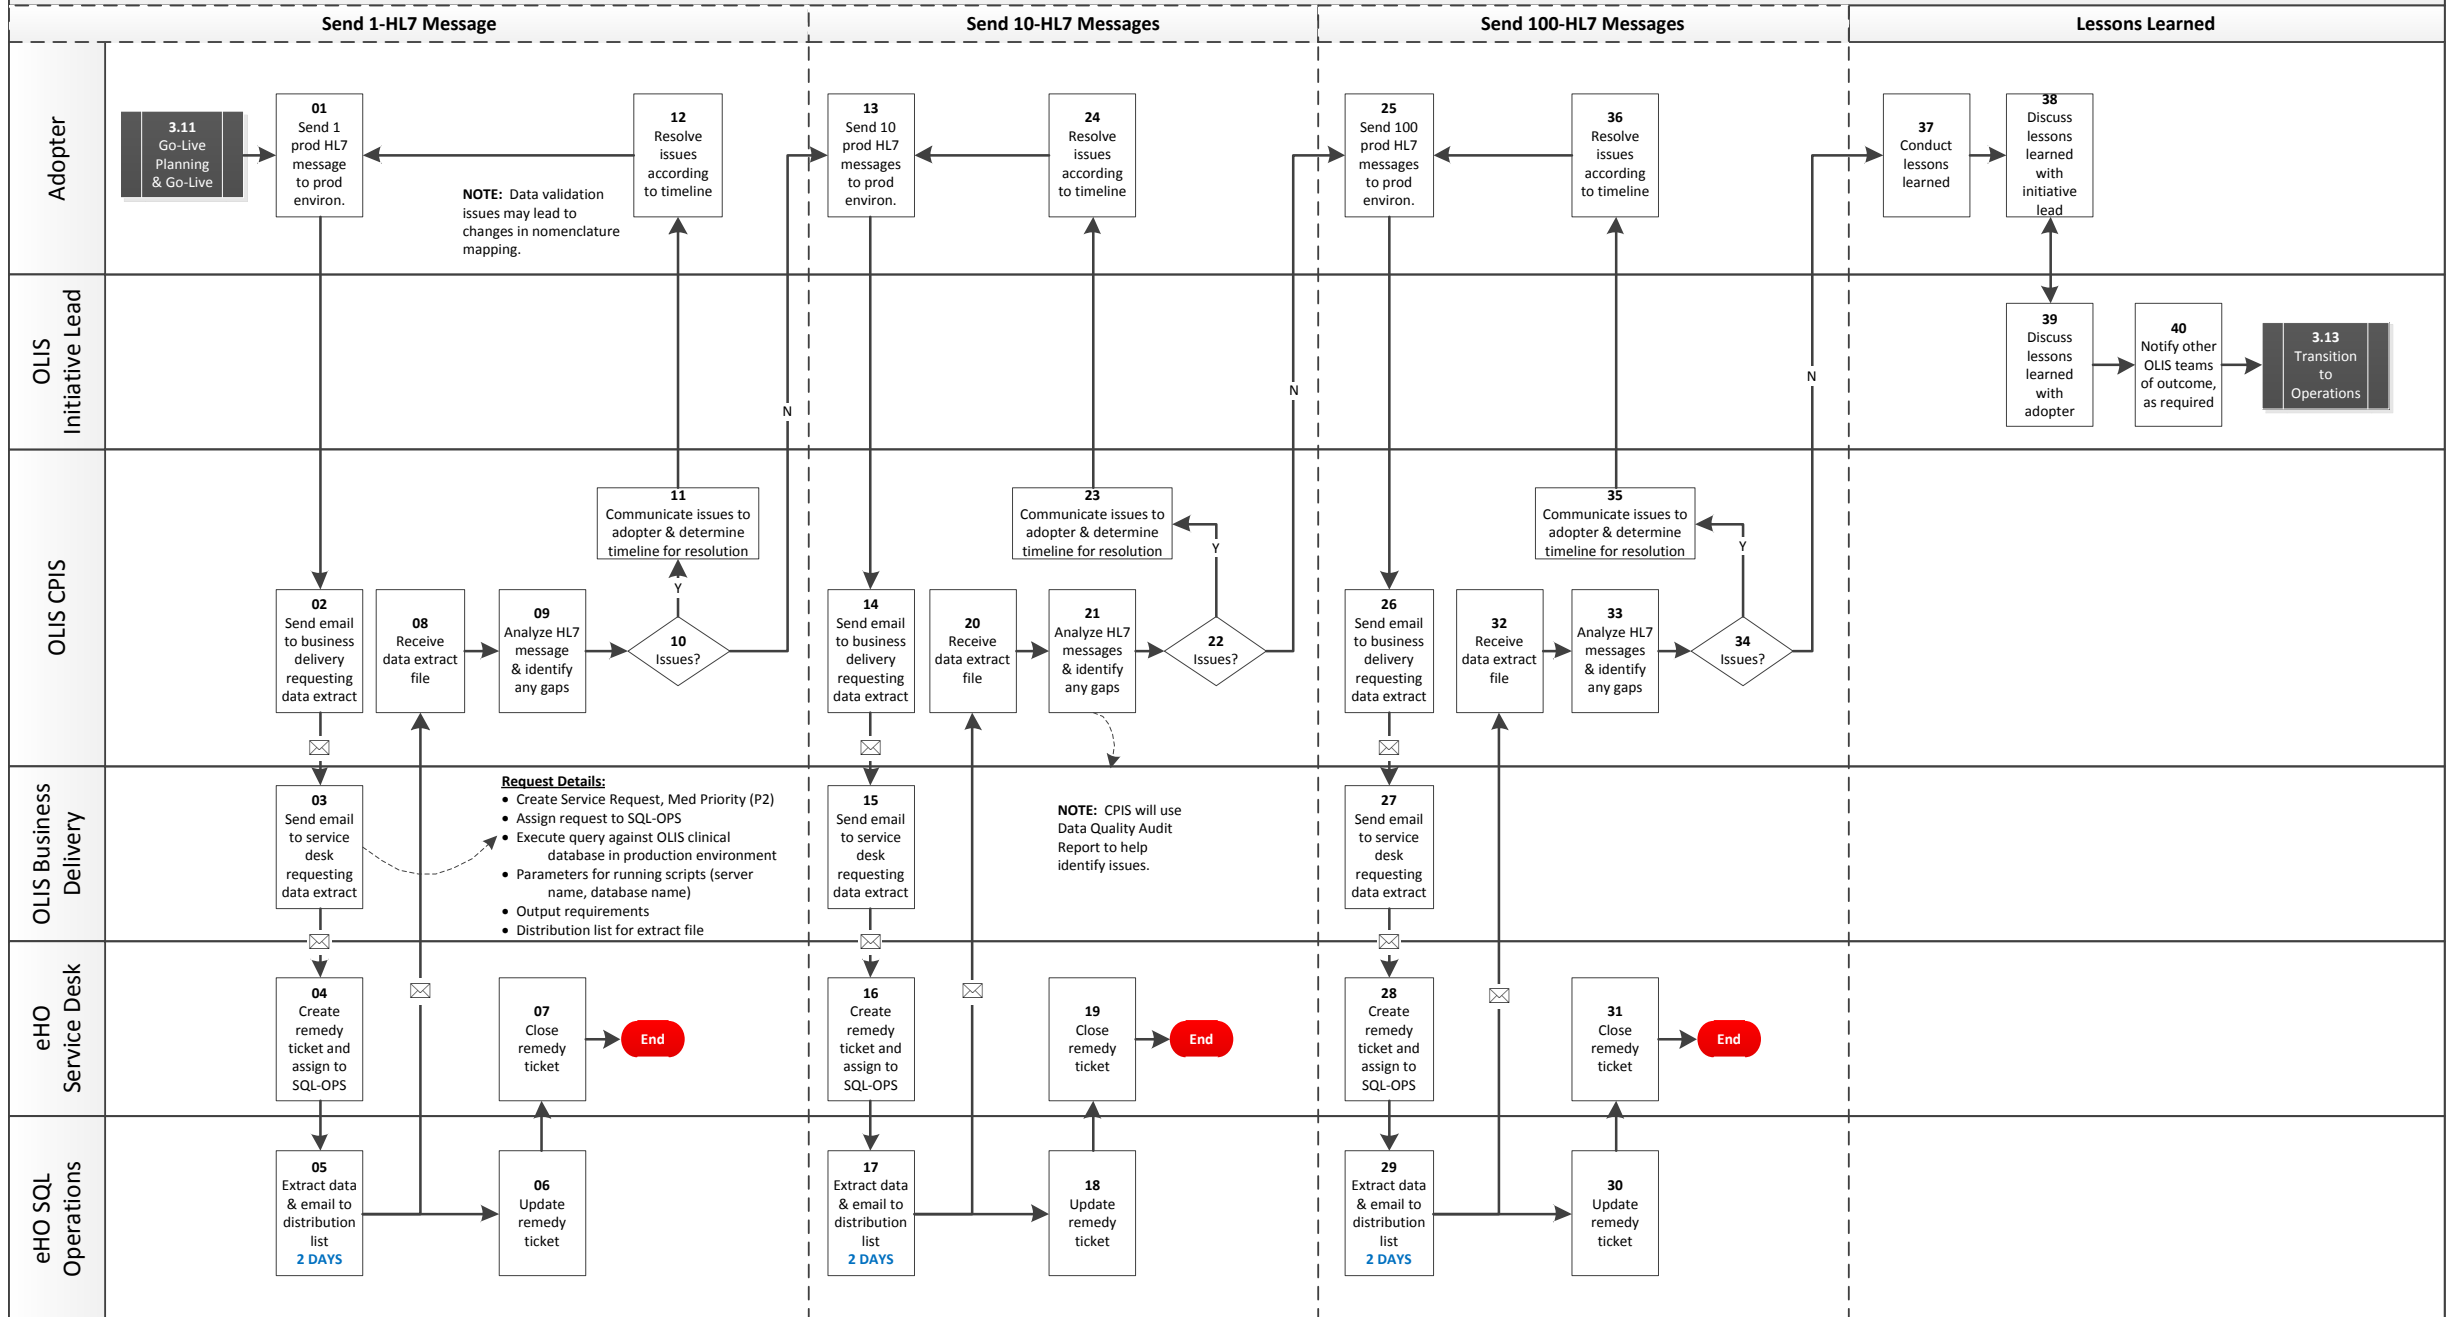 Send 1-HL7 Message
Send 10-HL7 Messages
Send 100-HL7 Messages
Lessons Learned
Adopter
3.11
Go-Live
Planning
& Go-Live
01
Send 1
prod HL7
message
to prod
environ.
NOTE:  Data validation
issues may lead to
changes in nomenclature
mapping.
12
Resolve
issues
according
to timeline
13
Send 10
prod HL7
messages
to prod
environ.
24
Resolve
issues
according
to timeline
25
Send 100
prod HL7
messages
to prod
environ.
36
Resolve
issues
according
to timeline
37
Conduct
lessons
learned
38
Discuss
lessons
learned
with
initiative
lead
OLIS
Initiative Lead
N
N
N
39
Discuss
lessons
learned
with
adopter
40
Notify other
OLIS teams
of outcome,
as required
3.13
Transition
to
Operations
OLIS CPIS
02
Send email
to business
delivery
requesting
data extract
08
Receive
data extract
file
09
Analyze HL7
message
& identify
any gaps
10
Issues?
Y
11
Communicate issues to
adopter & determine
timeline for resolution
14
Send email
to business
delivery
requesting
data extract
20
Receive
data extract
file
21
Analyze HL7
messages
& identify
any gaps
22
Issues?
Y
23
Communicate issues to
adopter & determine
timeline for resolution
26
Send email
to business
delivery
requesting
data extract
32
Receive
data extract
file
33
Analyze HL7
messages
& identify
any gaps
34
Issues?
Y
35
Communicate issues to
adopter & determine
timeline for resolution
OLIS Business
Delivery
03
Send email
to service
desk
requesting
data extract
Request Details:
• Create Service Request, Med Priority (P2)
• Assign request to SQL-OPS
• Execute query against OLIS clinical
database in production environment
• Parameters for running scripts (server
name, database name)
• Output requirements
• Distribution list for extract file
15
Send email
to service
desk
requesting
data extract
NOTE:  CPIS will use
Data Quality Audit
Report to help
identify issues.
27
Send email
to service
desk
requesting
data extract
eHO
Service Desk
04
Create
remedy
ticket and
assign to
SQL-OPS
07
Close
remedy
ticket
End
16
Create
remedy
ticket and
assign to
SQL-OPS
19
Close
remedy
ticket
End
28
Create
remedy
ticket and
assign to
SQL-OPS
31
Close
remedy
ticket
End
eHO SQL
Operations
05
Extract data
& email to
distribution
list
2 DAYS
06
Update
remedy
ticket
17
Extract data
& email to
distribution
list
2 DAYS
18
Update
remedy
ticket
29
Extract data
& email to
distribution
list
2 DAYS
30
Update
remedy
ticket